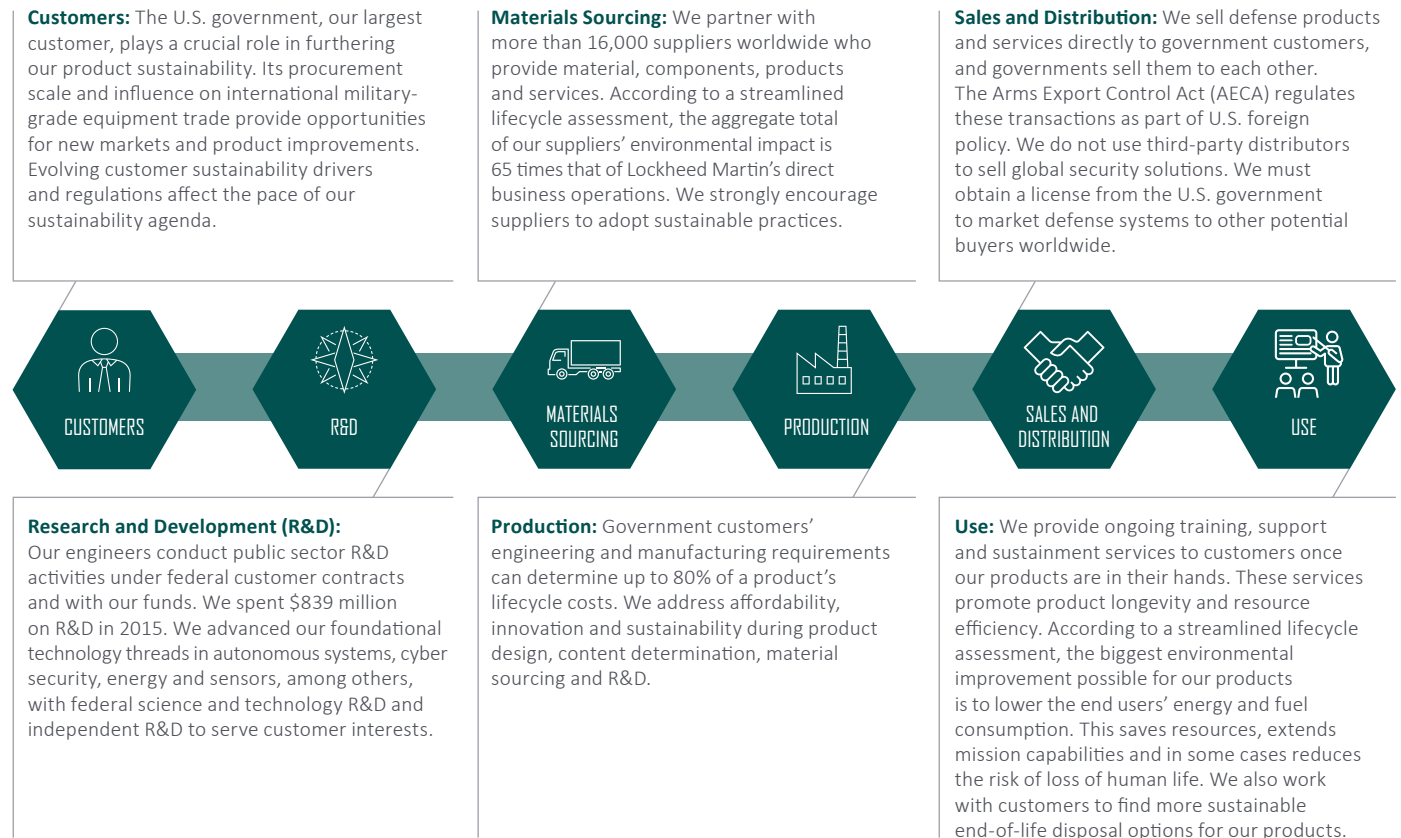 Customers: The U.S. government, our largest
customer, plays a crucial role in furthering
our product sustainability. Its procurement
scale and influence on international military-
grade equipment trade provide opportunities
for new markets and product improvements.
Evolving customer sustainability drivers
and regulations affect the pace of our
sustainability agenda.
Materials Sourcing: We partner with
more than 16,000 suppliers worldwide who
provide material, components, products
and services. According to a streamlined
lifecycle assessment, the aggregate total
of our suppliers’ environmental impact is
65 times that of Lockheed Martin’s direct
business operations. We strongly encourage
suppliers to adopt sustainable practices.
Sales and Distribution: We sell defense products
and services directly to government customers,
and governments sell them to each other.
The Arms Export Control Act (AECA) regulates
these transactions as part of U.S. foreign
policy. We do not use third-party distributors
to sell global security solutions. We must
obtain a license from the U.S. government
to market defense systems to other potential
buyers worldwide.
CUSTOMERS
R&D
MATERIALS
SOURCING
PRODUCTION
SALES AND
DISTRIBUTION
USE
Research and Development (R&D):
Our engineers conduct public sector R&D
activities under federal customer contracts
and with our funds. We spent $839 million
on R&D in 2015. We advanced our foundational
technology threads in autonomous systems, cyber
security, energy and sensors, among others,
with federal science and technology R&D and
independent R&D to serve customer interests.
Production: Government customers’
engineering and manufacturing requirements
can determine up to 80% of a product’s
lifecycle costs. We address affordability,
innovation and sustainability during product
design, content determination, material
sourcing and R&D.
Use: We provide ongoing training, support
and sustainment services to customers once
our products are in their hands. These services
promote product longevity and resource
efficiency. According to a streamlined lifecycle
assessment, the biggest environmental
improvement possible for our products
is to lower the end users’ energy and fuel
consumption. This saves resources, extends
mission capabilities and in some cases reduces
the risk of loss of human life. We also work
with customers to find more sustainable
end-of-life disposal options for our products.